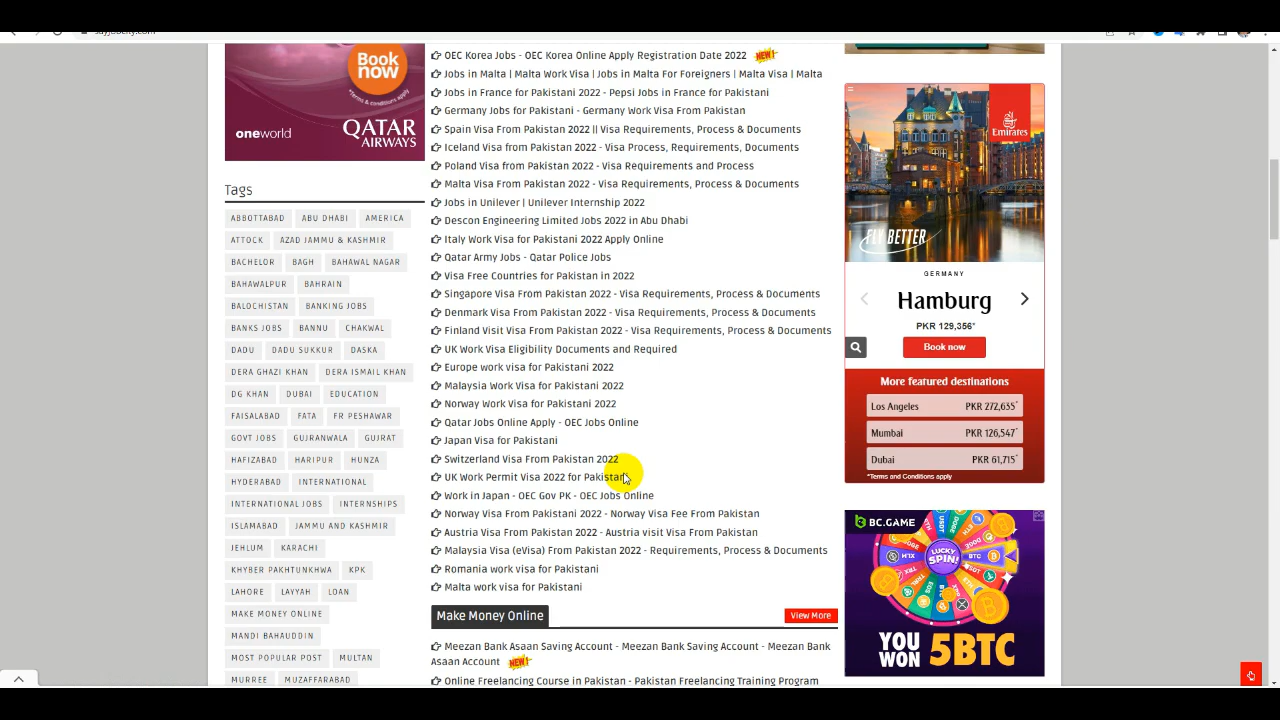 Book
now
*terms & conditions apply
oneworld
QATAR
AIRWAYS
Tags
ABBOTTABAD
ABU DHABI
AMERICA
ATTOCK
AZAD JAMMU & KASHMIR
BACHELOR
BAGH
BAHAWAL NAGAR
BAHAWALPUR
BAHRAIN
BALOCHISTAN
BANKING JOBS
BANKS JOBS
BANNU
CHAKWAL
DADU
DADU SUKKUR
DASKA
DERA GHAZI KHAN
DERA ISMAIL KHAN
DG KHAN
DUBAI
EDUCATION
FAISALABAD
FATA
FR PESHAWAR
GOVT JOBS
GUJRANWALA
GUJRAT
HAFIZABAD
HARIPUR
HUNZA
HYDERABAD
INTERNATIONAL
INTERNATIONAL JOBS
INTERNSHIPS
ISLAMABAD
JAMMU AND KASHMIR
JEHLUM
KARACHI
KHYBER PAKHTUNKHWA
KPK
LAHORE
LAYYAH
LOAN
MAKE MONEY ONLINE
MANDI BAHAUDDIN
MOST POPULAR POST
MULTAN
MURREE
MUZAFFARABAD
OEC Korea Jobs - OEC Korea Online Apply Registration Date 2022 NEW!
Jobs in Malta | Malta Work Visa | Jobs in Malta For Foreigners | Malta Visa | Malta
Jobs in France for Pakistani 2022 - Pepsi Jobs in France for Pakistani
Germany Jobs for Pakistani - Germany Work Visa From Pakistan
Spain Visa From Pakistan 2022 || Visa Requirements, Process & Documents
Iceland Visa from Pakistan 2022 - Visa Process, Requirements, Documents
Poland Visa from Pakistan 2022 - Visa Requirements and Process
Malta Visa From Pakistan 2022 - Visa Requirements, Process & Documents
Jobs in Unilever | Unilever Internship 2022
Descon Engineering Limited Jobs 2022 in Abu Dhabi
Italy Work Visa for Pakistani 2022 Apply Online
Qatar Army Jobs - Qatar Police Jobs
Visa Free Countries for Pakistan in 2022
Singapore Visa From Pakistan 2022 - Visa Requirements, Process & Documents
Denmark Visa From Pakistan 2022 - Visa Requirements, Process & Documents
Finland Visit Visa From Pakistan 2022 - Visa Requirements, Process & Documents
UK Work Visa Eligibility Documents and Required
Europe work visa for Pakistani 2022
Malaysia Work Visa for Pakistani 2022
Norway Work Visa for Pakistani 2022
Qatar Jobs Online Apply - OEC Jobs Online
Japan Visa for Pakistani
Switzerland Visa From Pakistan 2022
UK Work Permit Visa 2022 for Pakistani
Work in Japan - OEC Gov PK - OEC Jobs Online
Norway Visa From Pakistani 2022 - Norway Visa Fee From Pakistan
Austria Visa From Pakistan 2022 - Austria visit Visa From Pakistan
Malaysia Visa (eVisa) From Pakistan 2022 - Requirements, Process & Documents
Romania work visa for Pakistani
Malta work visa for Pakistani
Make Money Online
View More
Meezan Bank Asaan Saving Account - Meezan Bank Saving Account - Meezan Bank
Asaan Account NEW!
Online Freelancing Course in Pakistan - Pakistan Freelancing Training Program
Emirates
FLY BETTER
GERMANY
Hamburg
PKR 129,356*
Book now
More featured destinations
Los Angeles PKR 272,635*
Mumbai PKR 126,547*
Dubai PKR 61,715*
*Terms and Conditions apply
BC.GAME
LUCKY
SPIN!
YOU
WON 5BTC